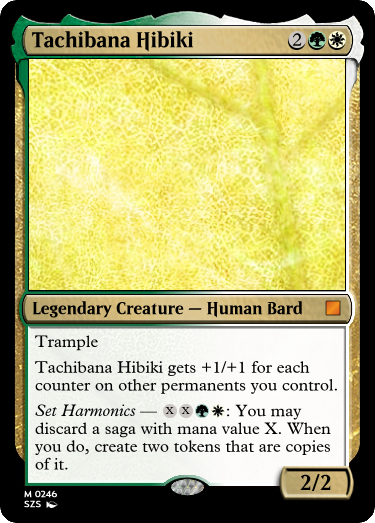 Tachibana Hibiki 2
Legendary Creature — Human Bard
Trample
Tachibana Hibiki gets +1/+1 for each
counter on other permanents you control.
Set Harmonics — X X : You may
discard a saga with mana value X. When
you do, create two tokens that are copies
of it.
2/2
M 0246
SZS